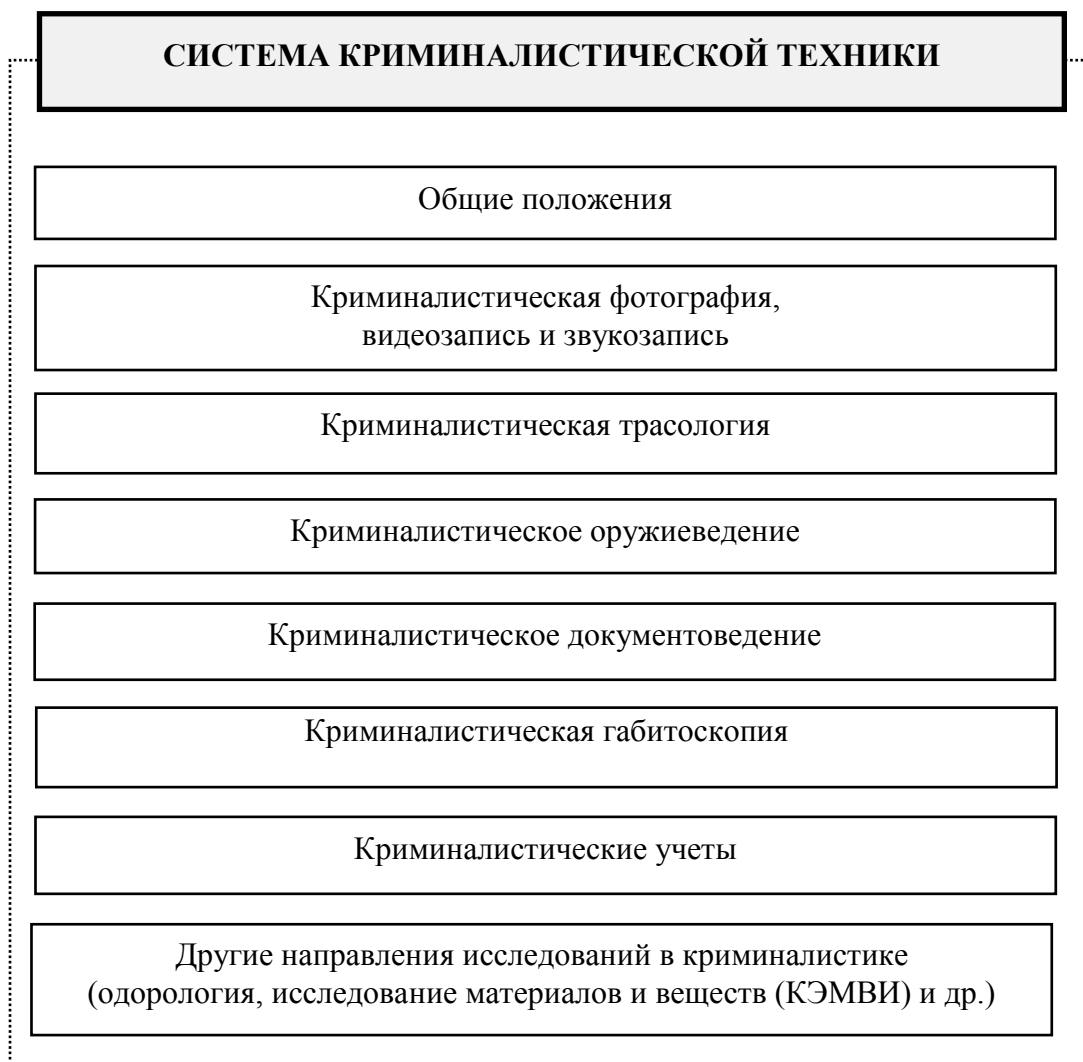 СИСТЕМА КРИМИНАЛИСТИЧЕСКОЙ ТЕХНИКИ
Общие положения
Криминалистическая фотография,
видеозапись и звукозапись
Криминалистическая трасология
Криминалистическое оружиеведение
Криминалистическое документоведение
Криминалистическая габитоскопия
Криминалистические учеты
Другие направления исследований в криминалистике
(одорология, исследование материалов и веществ (КЭМВИ) и др.)